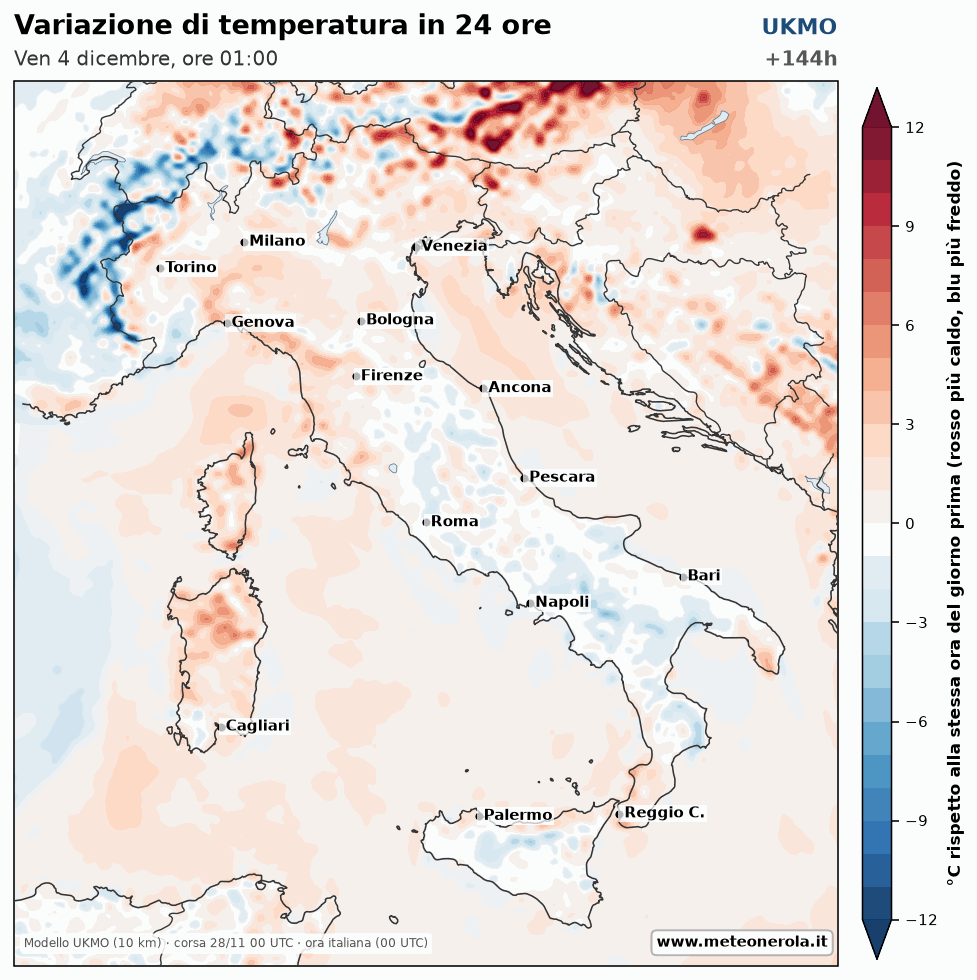 Variazione di temperatura in 24 ore
UKMO
Ven 4 dicembre, ore 01:00
+144h
Milano
Venezia
Torino
Genova
Bologna
Firenze
Ancona
Pescara
Roma
Bari
Napoli
Cagliari
Palermo
Reggio C.
12
9
6
3
0
−3
−6
−9
−12
°C rispetto alla stessa ora del giorno prima (rosso più caldo, blu più freddo)
Modello UKMO (10 km) · corsa 28/11 00 UTC · ora italiana (00 UTC)
www.meteonerola.it